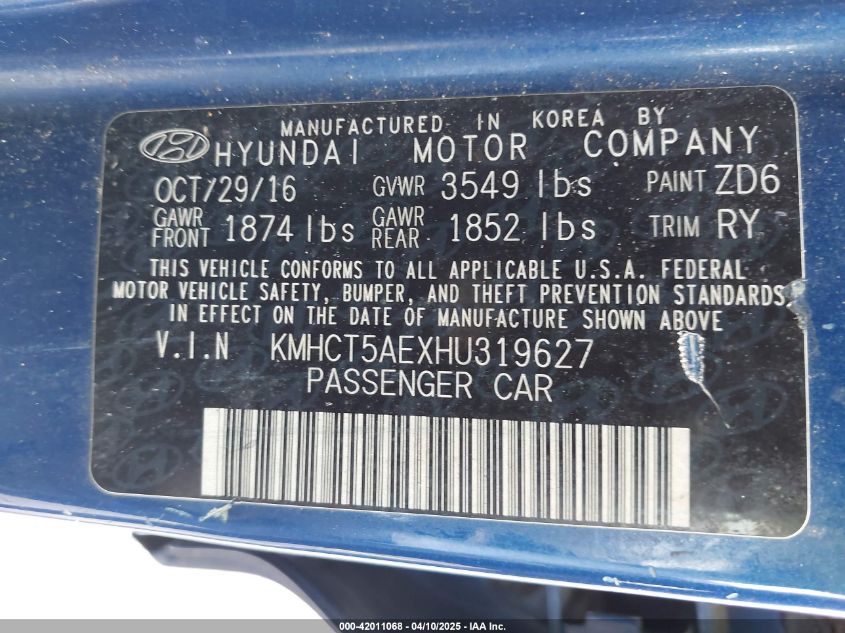 MANUFACTURED IN KOREA BY
HYUNDAI MOTOR COMPANY
OCT/29/16 GVWR 3549 lbs PAINT ZD6
GAWR FRONT 1874 lbs GAWR REAR 1852 lbs TRIM RY
THIS VEHICLE CONFORMS TO ALL APPLICABLE U.S.A. FEDERAL
MOTOR VEHICLE SAFETY, BUMPER, AND THEFT PREVENTION STANDARDS
IN EFFECT ON THE DATE OF MANUFACTURE SHOWN ABOVE
V.I.N KMHCT5AEXHU319627
PASSENGER CAR
000-42011068 - 04/10/2025 - IAA Inc.